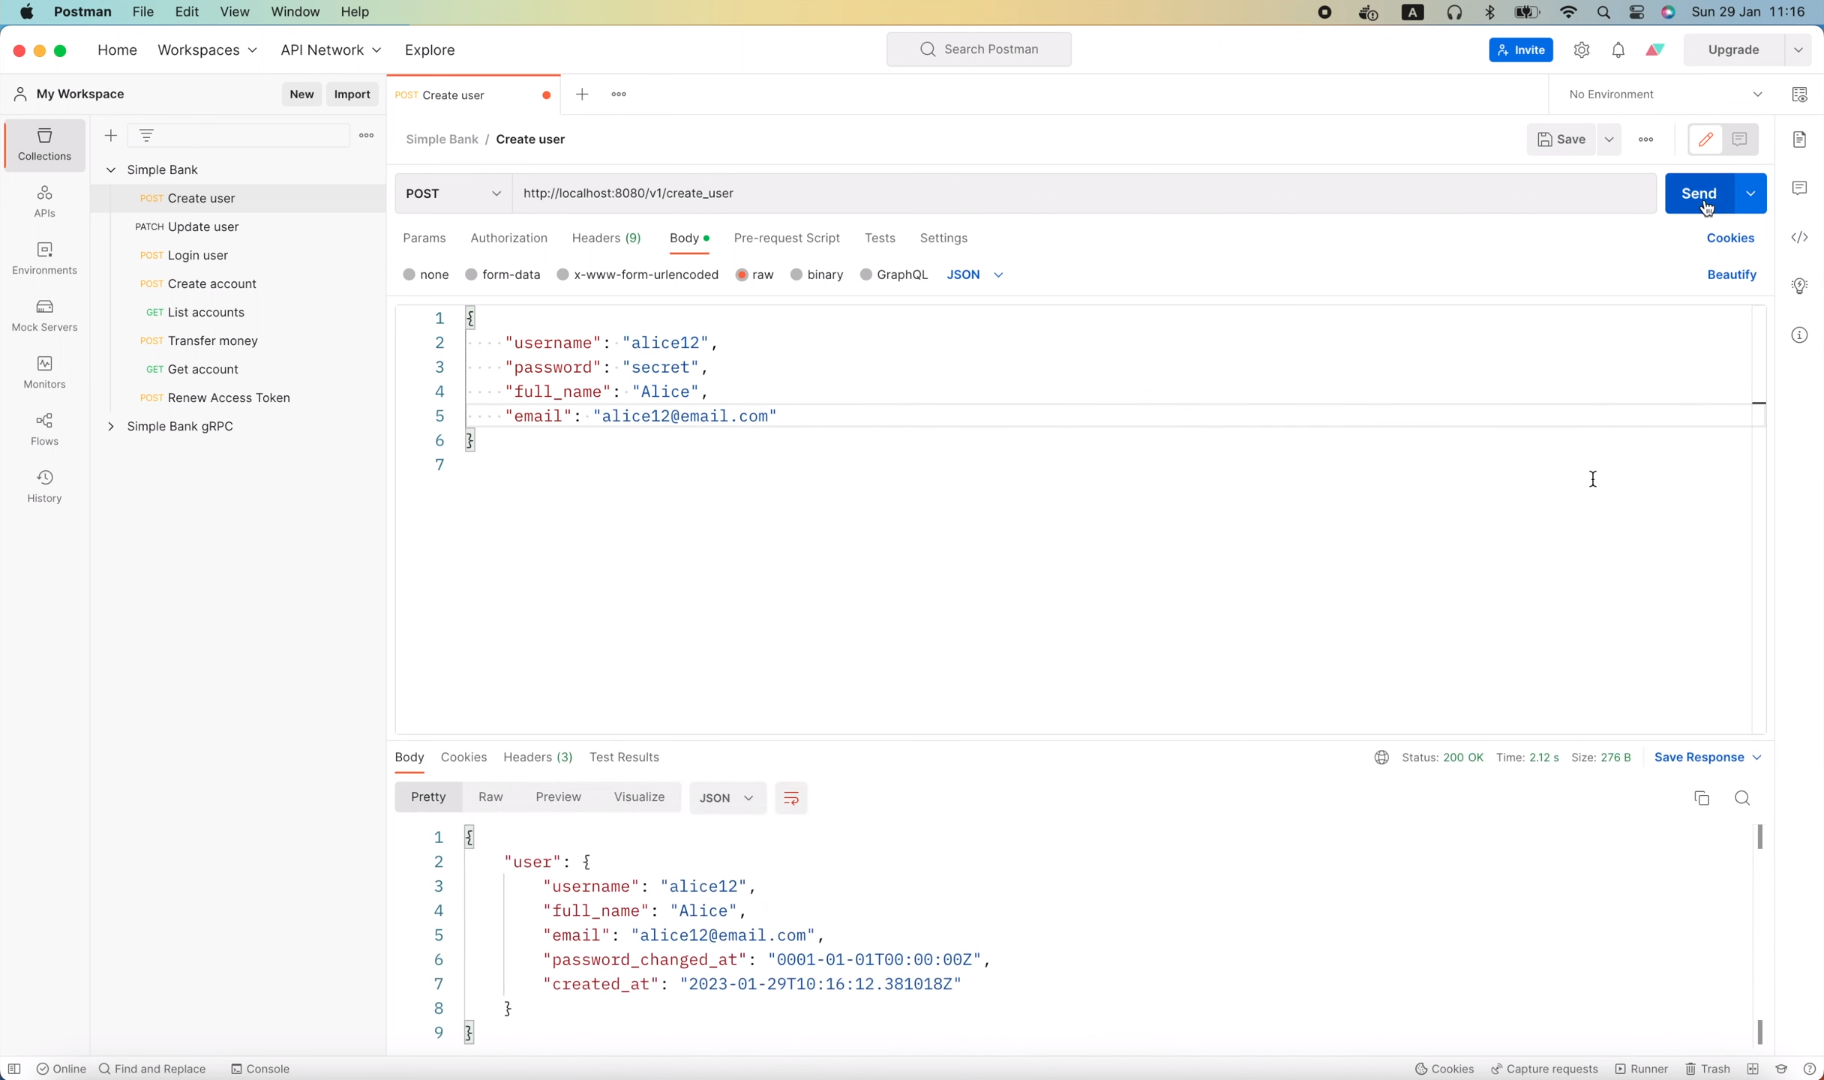 Postman File Edit View Window Help A Sun 29 Jan 11:16
Home Workspaces API Network Explore Search Postman Invite Upgrade
My Workspace New Import POST Create user No Environment
Collections
APIs
Environments
Mock Servers
Monitors
Flows
History
Simple Bank
POST Create user
PATCH Update user
POST Login user
POST Create account
GET List accounts
POST Transfer money
GET Get account
POST Renew Access Token
Simple Bank gRPC
Simple Bank / Create user Save
POST http://localhost:8080/v1/create_user Send
Params Authorization Headers (9) Body Pre-request Script Tests Settings Cookies
none form-data x-www-form-urlencoded raw binary GraphQL JSON Beautify
1 {
2 "username": "alice12",
3 "password": "secret",
4 "full_name": "Alice",
5 "email": "alice12@email.com"
6 }
7
Body Cookies Headers (3) Test Results Status: 200 OK Time: 2.12 s Size: 276 B Save Response
Pretty Raw Preview Visualize JSON
1 {
2 "user": {
3 "username": "alice12",
4 "full_name": "Alice",
5 "email": "alice12@email.com",
6 "password_changed_at": "0001-01-01T00:00:00Z",
7 "created_at": "2023-01-29T10:16:12.381018Z"
8 }
9 }
Online Find and Replace Console Cookies Capture requests Runner Trash